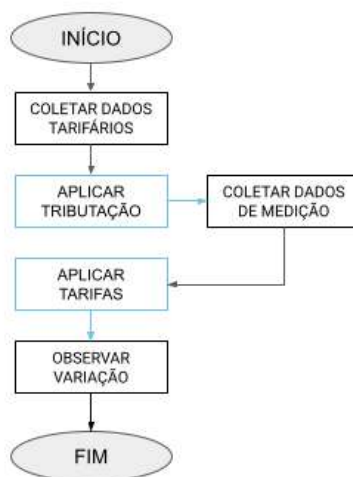 INÍCIO
COLETAR DADOS
TARIFÁRIOS
APLICAR
TRIBUTAÇÃO
COLETAR DADOS
DE MEDIÇÃO
APLICAR
TARIFAS
OBSERVAR
VARIAÇÃO
FIM